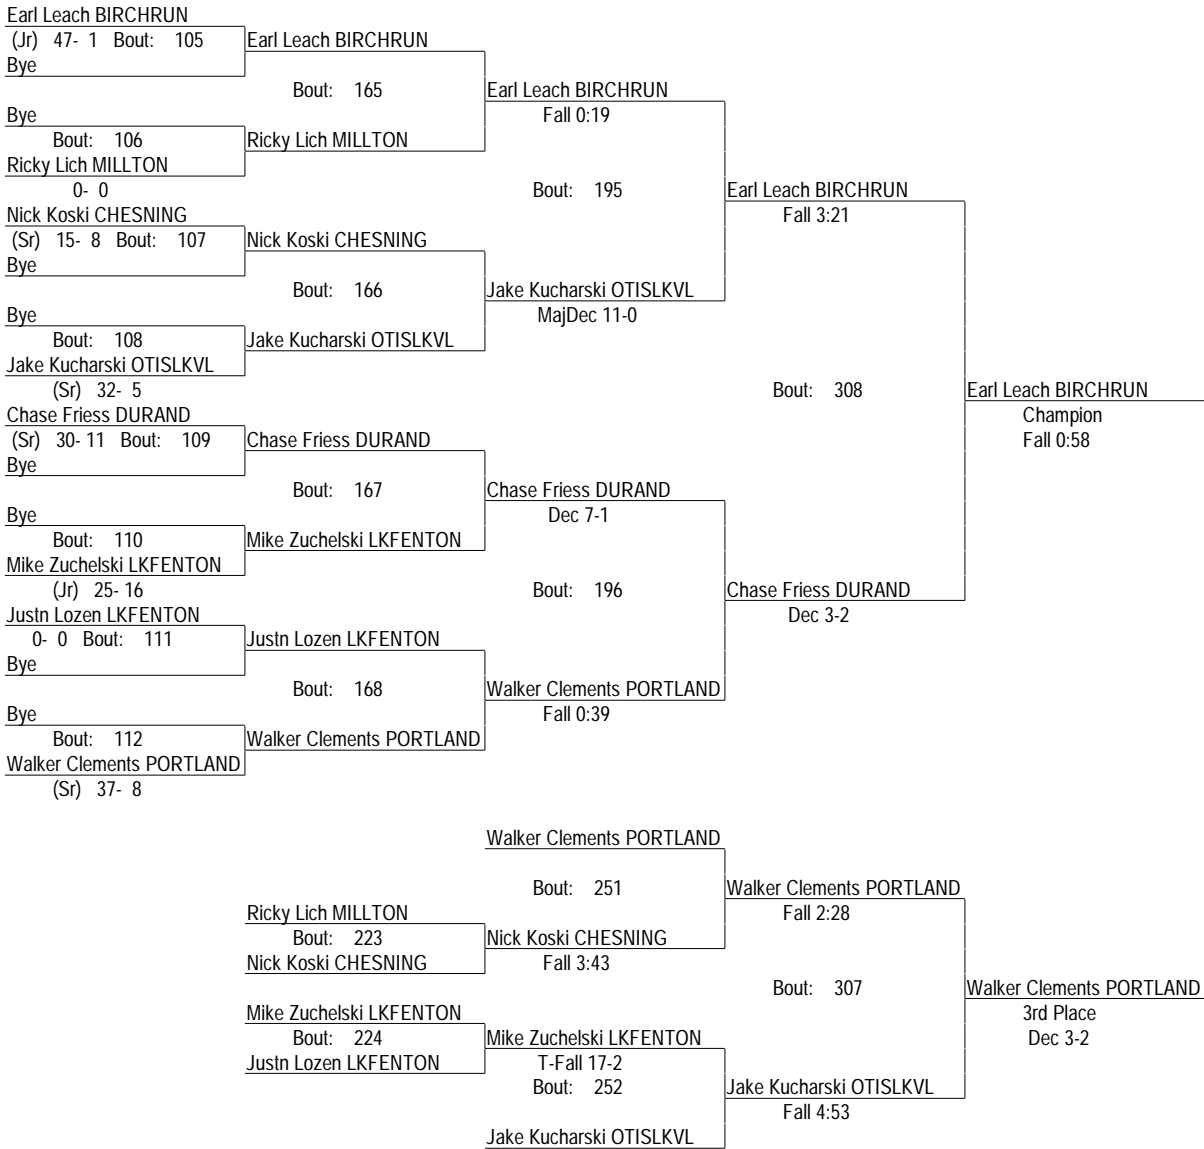 Earl Leach BIRCHRUN
(Jr) 47- 1 Bout: 105 Earl Leach BIRCHRUN
Bye
Bout: 165 Earl Leach BIRCHRUN
Bye Fall 0:19
Bout: 106 Ricky Lich MILLTON
Ricky Lich MILLTON
0- 0 Bout: 195 Earl Leach BIRCHRUN
Nick Koski CHESNING Fall 3:21
(Sr) 15- 8 Bout: 107 Nick Koski CHESNING
Bye
Bout: 166 Jake Kucharski OTISLKVL
Bye MajDec 11-0
Bout: 108 Jake Kucharski OTISLKVL
Jake Kucharski OTISLKVL
(Sr) 32- 5 Bout: 308 Earl Leach BIRCHRUN
Chase Friess DURAND Champion
(Sr) 30- 11 Bout: 109 Chase Friess DURAND Fall 0:58
Bye
Bout: 167 Chase Friess DURAND
Bye Dec 7-1
Bout: 110 Mike Zuchelski LKFENTON
Mike Zuchelski LKFENTON
(Jr) 25- 16 Bout: 196 Chase Friess DURAND
Justn Lozen LKFENTON Dec 3-2
0- 0 Bout: 111 Justn Lozen LKFENTON
Bye
Bout: 168 Walker Clements PORTLAND
Bye Fall 0:39
Bout: 112 Walker Clements PORTLAND
Walker Clements PORTLAND
(Sr) 37- 8
Walker Clements PORTLAND
Bout: 251 Walker Clements PORTLAND
Ricky Lich MILLTON Fall 2:28
Bout: 223 Nick Koski CHESNING
Nick Koski CHESNING Fall 3:43
Bout: 307 Walker Clements PORTLAND
Mike Zuchelski LKFENTON 3rd Place
Bout: 224 Mike Zuchelski LKFENTON Dec 3-2
Justn Lozen LKFENTON T-Fall 17-2
Bout: 252 Jake Kucharski OTISLKVL
Fall 4:53
Jake Kucharski OTISLKVL